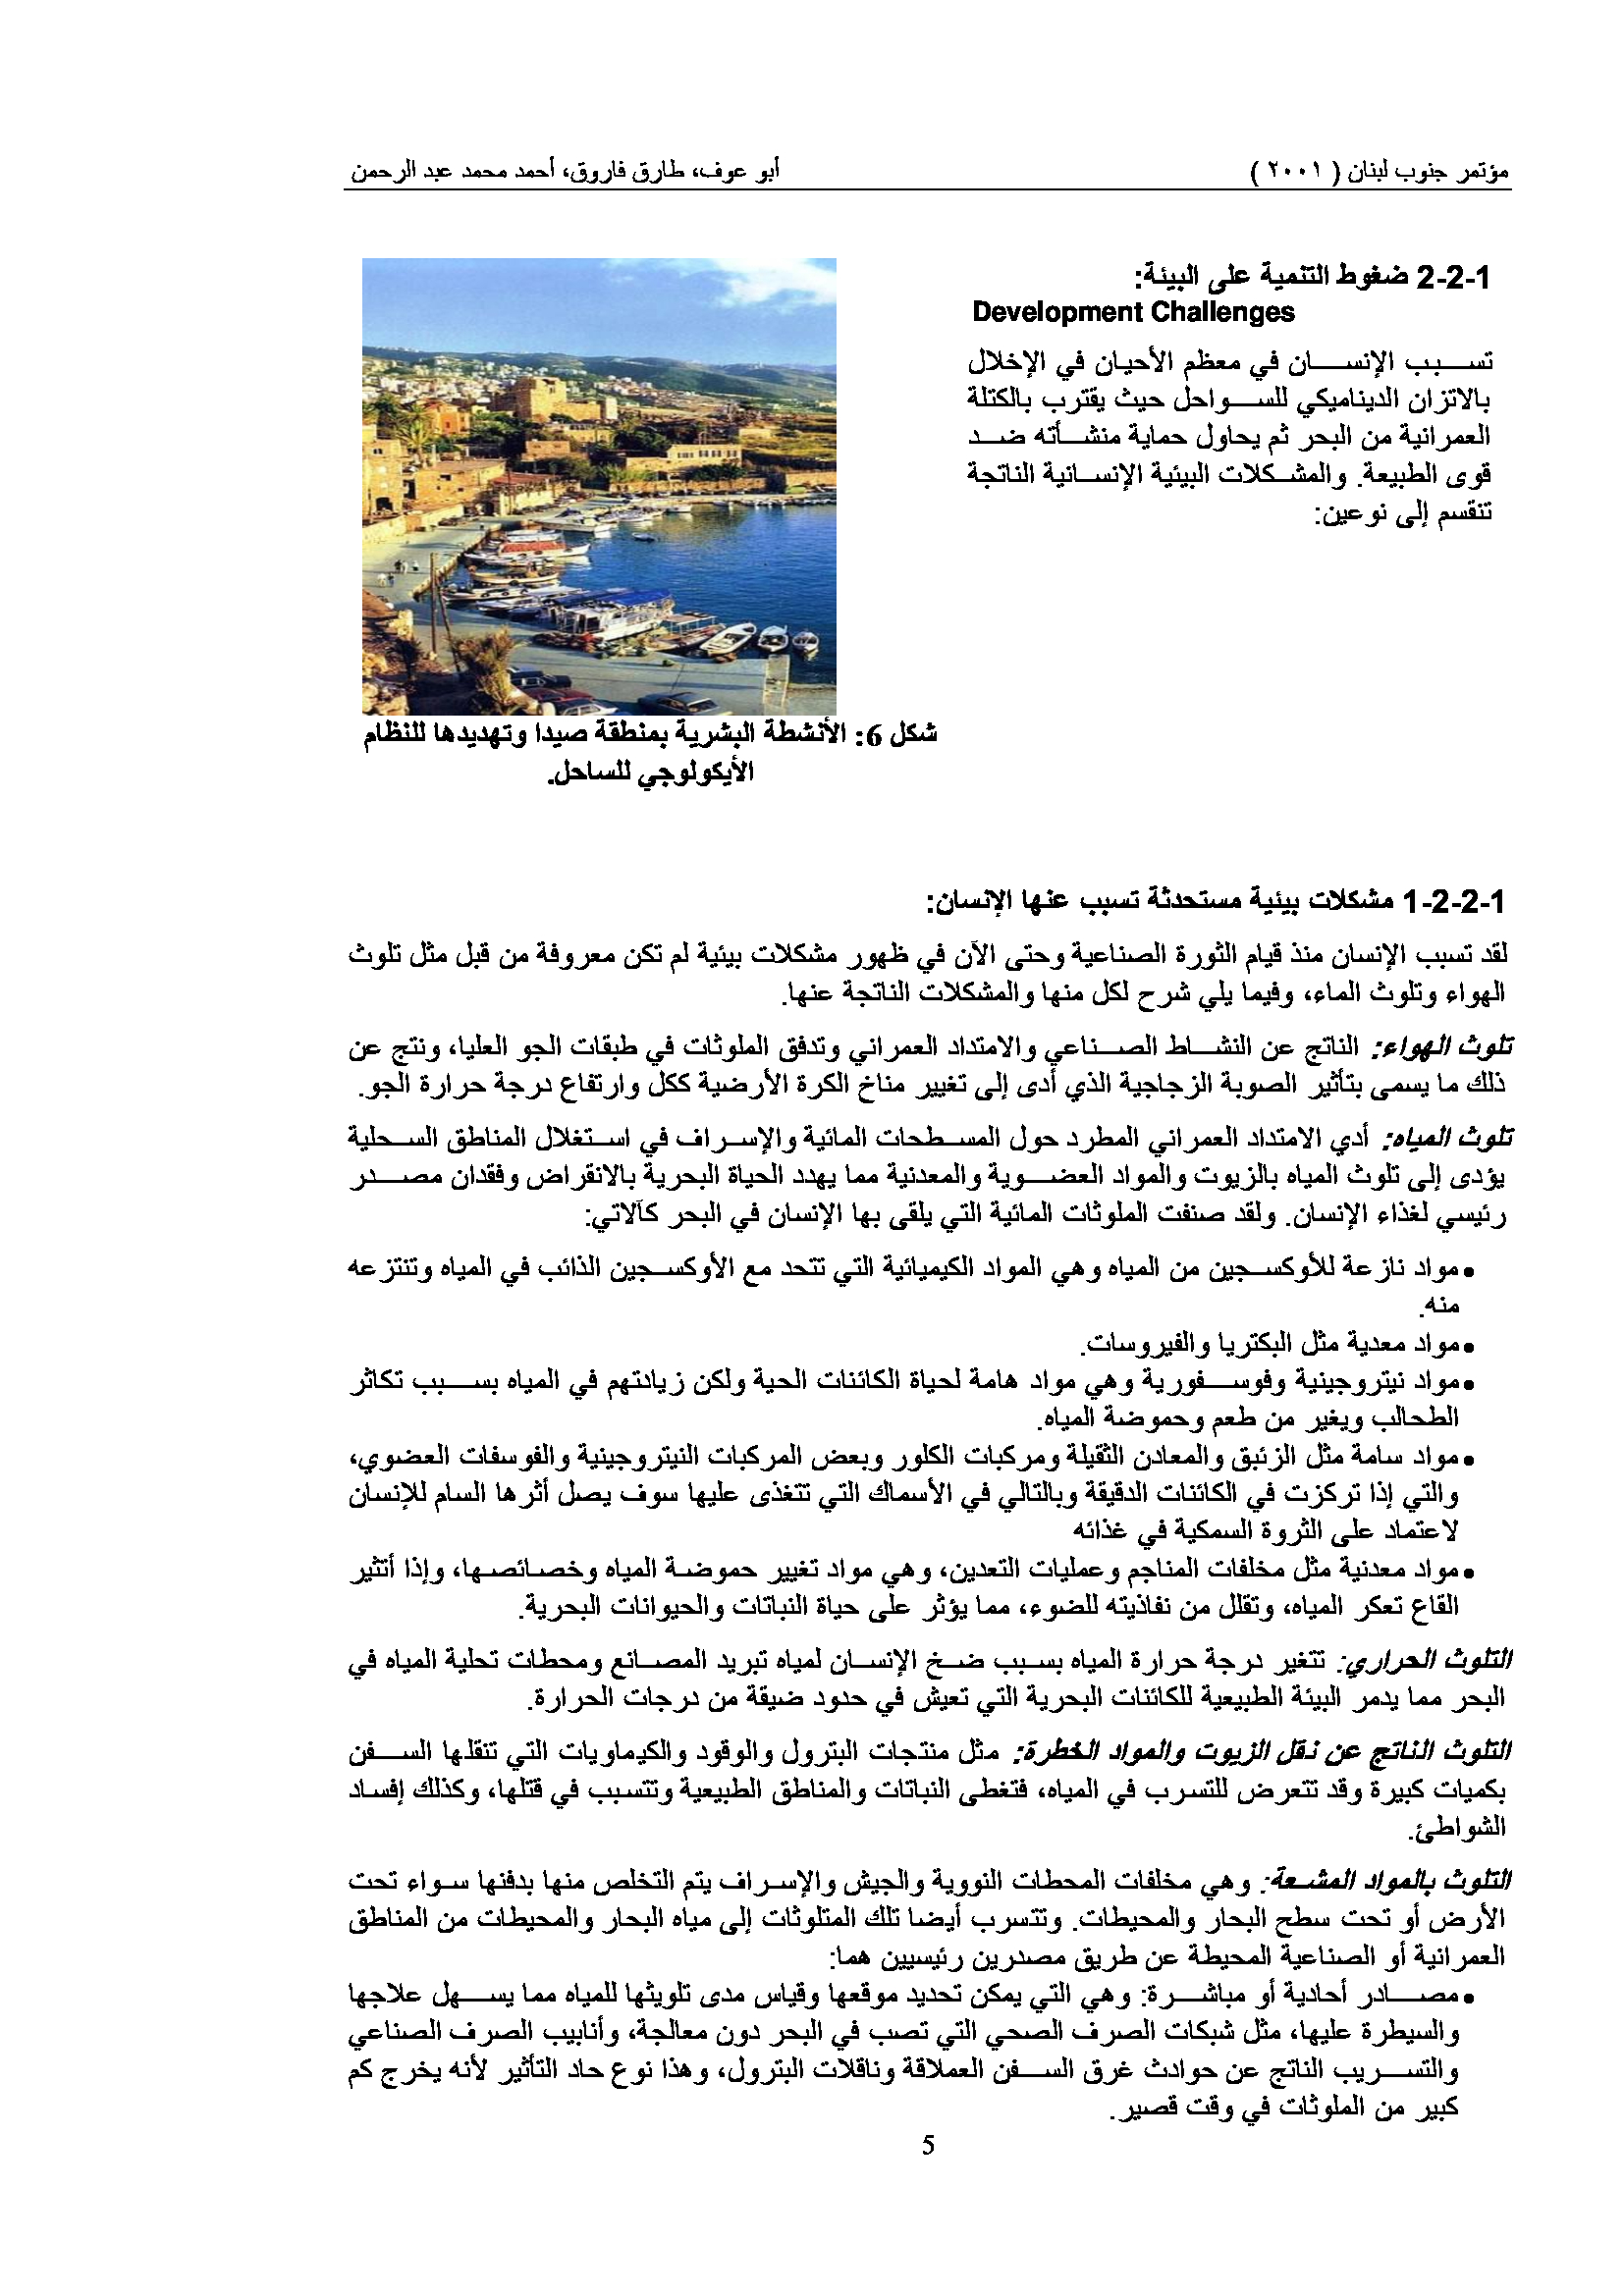 مؤتمر جنوب لبنان ( ٢٠٠١ )
أبو عوف، طارق فاروق، أحمد محمد عبد الرحمن
2-2-1 ضغوط التنمية على البيئة:
Development Challenges
تسبب الإنسان في معظم الأحيان في الإخلال
بالاتزان الديناميكي للسواحل حيث يقترب بالكتلة
العمرانية من البحر ثم يحاول حماية منشأته ضد
قوى الطبيعة. والمشكلات البيئية الإنسانية الناتجة
تنقسم إلى نوعين:
شكل 6: الأنشطة البشرية بمنطقة صيدا وتهديدها للنظام
الأيكولوجي للساحل.
1-2-2-1 مشكلات بيئية مستحدثة تسبب عنها الإنسان:
لقد تسبب الإنسان منذ قيام الثورة الصناعية وحتى الآن في ظهور مشكلات بيئية لم تكن معروفة من قبل مثل تلوث
الهواء وتلوث الماء، وفيما يلي شرح لكل منها والمشكلات الناتجة عنها.
تلوث الهواء: الناتج عن النشاط الصناعي والامتداد العمراني وتدفق الملوثات في طبقات الجو العليا، ونتج عن
ذلك ما يسمى بتأثير الصوبة الزجاجية الذي أدى إلى تغيير مناخ الكرة الأرضية ككل وارتفاع درجة حرارة الجو.
تلوث المياه: أدي الامتداد العمراني المطرد حول المسطحات المائية والإسراف في استغلال المناطق السحلية
يؤدى إلى تلوث المياه بالزيوت والمواد العضوية والمعدنية مما يهدد الحياة البحرية بالانقراض وفقدان مصدر
رئيسي لغذاء الإنسان. ولقد صنفت الملوثات المائية التي يلقى بها الإنسان في البحر كآلاتي:
• مواد نازعة للأوكسجين من المياه وهي المواد الكيميائية التي تتحد مع الأوكسجين الذائب في المياه وتنتزعه
منه.
• مواد معدية مثل البكتريا والفيروسات.
• مواد نيتروجينية وفوسفورية وهي مواد هامة لحياة الكائنات الحية ولكن زيادتهم في المياه بسبب تكاثر
الطحالب ويغير من طعم وحموضة المياه.
• مواد سامة مثل الزئبق والمعادن الثقيلة ومركبات الكلور وبعض المركبات النيتروجينية والفوسفات العضوي،
والتي إذا تركزت في الكائنات الدقيقة وبالتالي في الأسماك التي تتغذى عليها سوف يصل أثرها السام للإنسان
لاعتماد على الثروة السمكية في غذائه
• مواد معدنية مثل مخلفات المناجم وعمليات التعدين، وهي مواد تغيير حموضة المياه وخصائصها، وإذا أتثير
القاع تعكر المياه، وتقلل من نفاذيته للضوء، مما يؤثر على حياة النباتات والحيوانات البحرية.
التلوث الحراري: تتغير درجة حرارة المياه بسبب ضخ الإنسان لمياه تبريد المصانع ومحطات تحلية المياه في
البحر مما يدمر البيئة الطبيعية للكائنات البحرية التي تعيش في حدود ضيقة من درجات الحرارة.
التلوث الناتج عن نقل الزيوت والمواد الخطرة: مثل منتجات البترول والوقود والكيماويات التي تنقلها السفن
بكميات كبيرة وقد تتعرض للتسرب في المياه، فتغطى النباتات والمناطق الطبيعية وتتسبب في قتلها، وكذلك إفساد
الشواطئ.
التلوث بالمواد المشعة: وهي مخلفات المحطات النووية والجيش والإسراف يتم التخلص منها بدفنها سواء تحت
الأرض أو تحت سطح البحار والمحيطات. وتتسرب أيضا تلك المتلوثات إلى مياه البحار والمحيطات من المناطق
العمرانية أو الصناعية المحيطة عن طريق مصدرين رئيسيين هما:
• مصادر أحادية أو مباشرة: وهي التي يمكن تحديد موقعها وقياس مدى تلويثها للمياه مما يسهل علاجها
والسيطرة عليها، مثل شبكات الصرف الصحي التي تصب في البحر دون معالجة، وأنابيب الصرف الصناعي
والتسريب الناتج عن حوادث غرق السفن العملاقة وناقلات البترول، وهذا نوع حاد التأثير لأنه يخرج كم
كبير من الملوثات في وقت قصير.
5